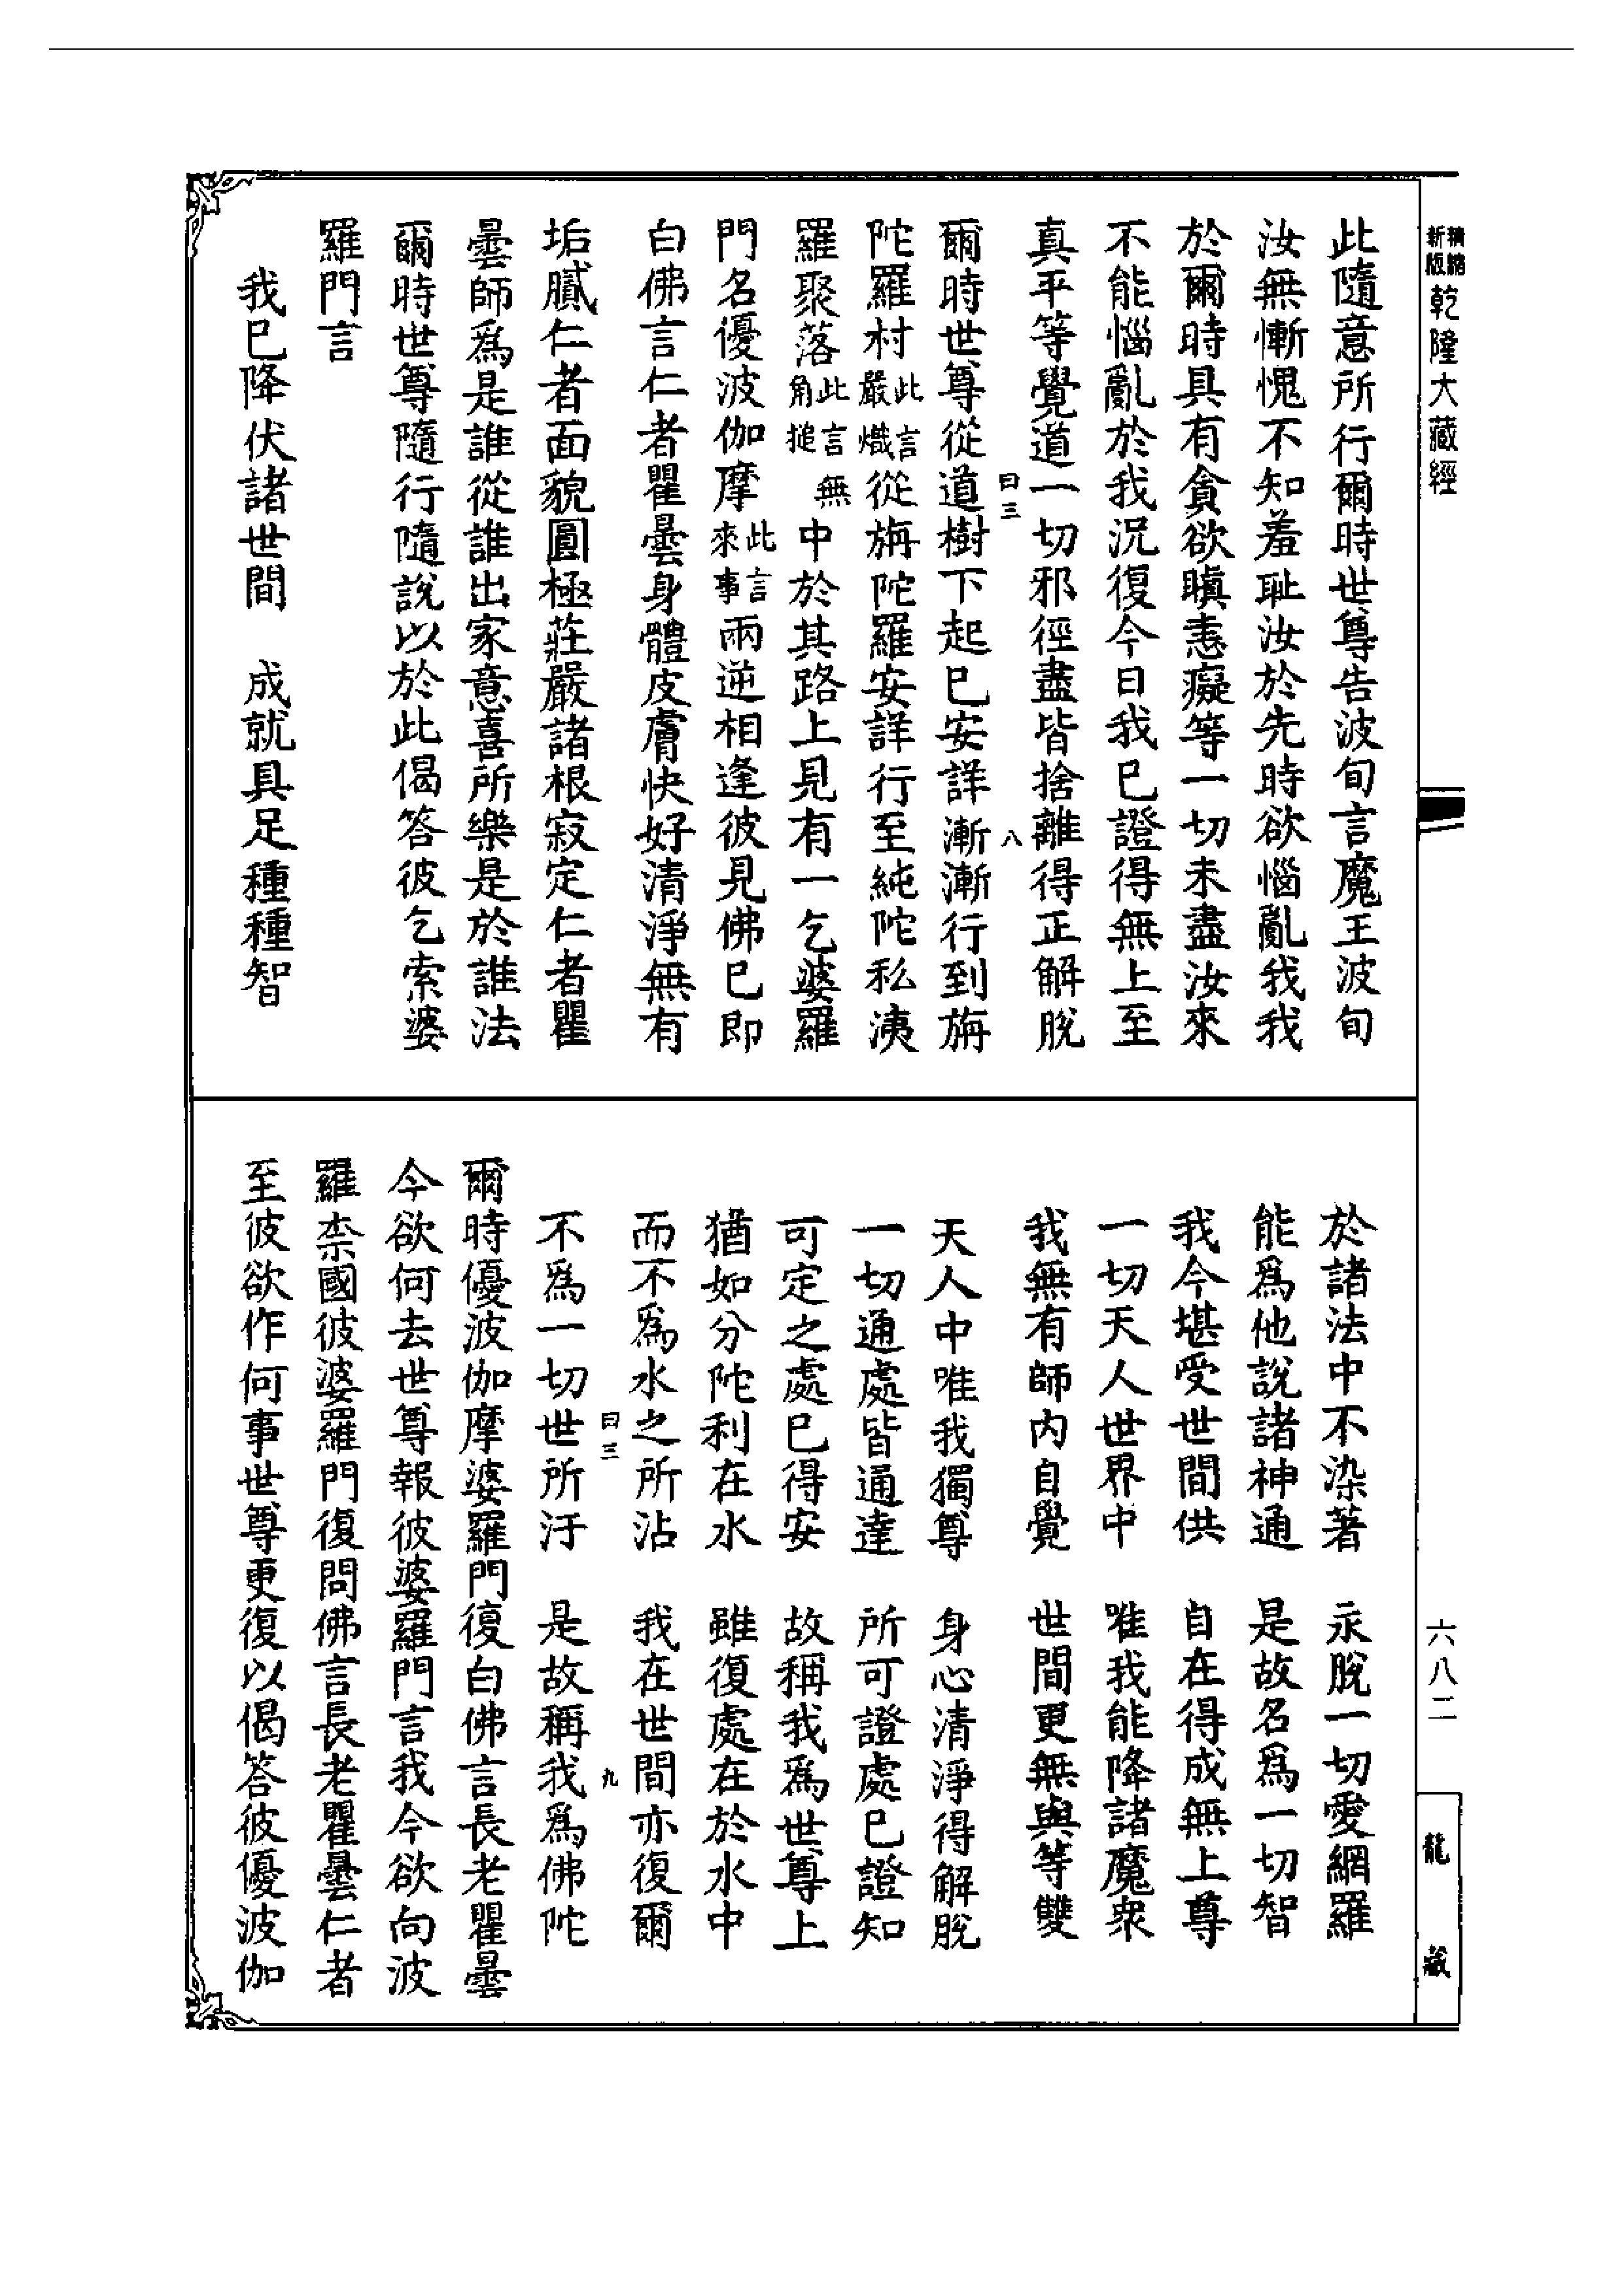 精縮新版乾隆大藏經
此隨意所行爾時世尊告波旬言魔王波旬
汝無慚愧不知羞耻汝於先時欲惱亂我我
於爾時具有貪欲瞋恚癡等一切未盡汝來
不能惱亂於我況復今日我已證得無上至
真平等覺道一切邪徑盡皆捨離得正解脫
曰三 八
爾時世尊從道樹下起已安詳漸漸行到旃
陀羅村此言嚴熾從旃陀羅安詳行至純陀私洟
羅聚落此言無角搥中於其路上見有一乞婆羅
門名優波伽摩此言來事兩逆相逢彼見佛已即
白佛言仁者瞿曇身體皮膚快好清淨無有
垢膩仁者面貌圓極莊嚴諸根寂定仁者瞿
曇師爲是誰從誰出家意喜所樂是於誰法
爾時世尊隨行隨說以於此偈答彼乞索婆
羅門言
我已降伏諸世間 成就具足種種智
於諸法中不染著 永脫一切愛網羅
能爲他說諸神通 是故名爲一切智
我今堪受世間供 自在得成無上尊
一切天人世界中 唯我能降諸魔衆
我無有師內自覺 世間更無與等雙
天人中唯我獨尊 身心清淨得解脫
一切通處皆通達 所可證處已證知
可定之處已得安 故稱我爲世尊上
猶如分陀利在水 雖復處在於水中
而不爲水之所沾 我在世間亦復爾
曰三 九
不爲一切世所汙 是故稱我爲佛陀
爾時優波伽摩婆羅門復白佛言長老瞿曇
今欲何去世尊報彼婆羅門言我今欲向波
羅柰國彼婆羅門復問佛言長老瞿曇仁者
至彼欲作何事世尊更復以偈答彼優波伽
六八二
龍藏